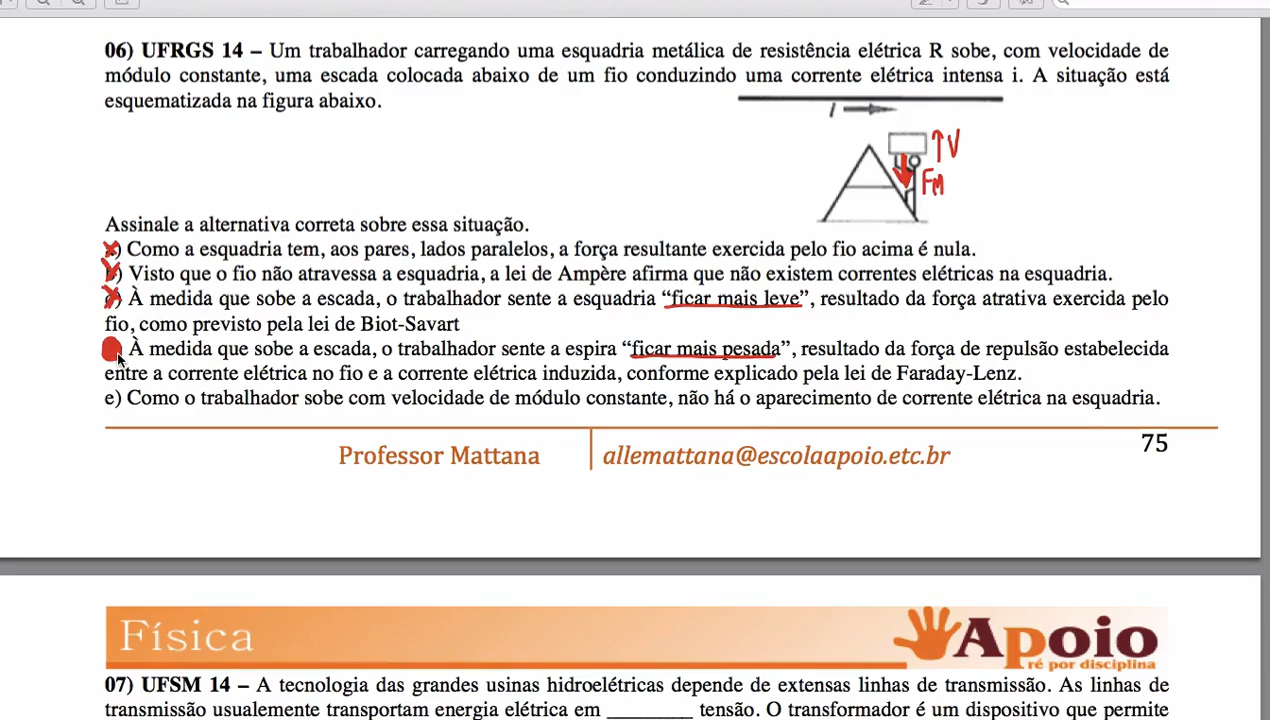 06) UFRGS 14 – Um trabalhador carregando uma esquadria metálica de resistência elétrica R sobe, com velocidade de
módulo constante, uma escada colocada abaixo de um fio conduzindo uma corrente elétrica intensa i. A situação está
esquematizada na figura abaixo.
I
V
FM
Assinale a alternativa correta sobre essa situação.
Como a esquadria tem, aos pares, lados paralelos, a força resultante exercida pelo fio acima é nula.
Visto que o fio não atravessa a esquadria, a lei de Ampère afirma que não existem correntes elétricas na esquadria.
À medida que sobe a escada, o trabalhador sente a esquadria “ficar mais leve”, resultado da força atrativa exercida pelo
fio, como previsto pela lei de Biot-Savart
À medida que sobe a escada, o trabalhador sente a espira “ficar mais pesada”, resultado da força de repulsão estabelecida
entre a corrente elétrica no fio e a corrente elétrica induzida, conforme explicado pela lei de Faraday-Lenz.
e) Como o trabalhador sobe com velocidade de módulo constante, não há o aparecimento de corrente elétrica na esquadria.
Professor Mattana
allemattana@escolaapoio.etc.br
75
Física
Apoio
ré por disciplina
07) UFSM 14 – A tecnologia das grandes usinas hidroelétricas depende de extensas linhas de transmissão. As linhas de
transmissão usualmente transportam energia elétrica em ________ tensão. O transformador é um dispositivo que permite